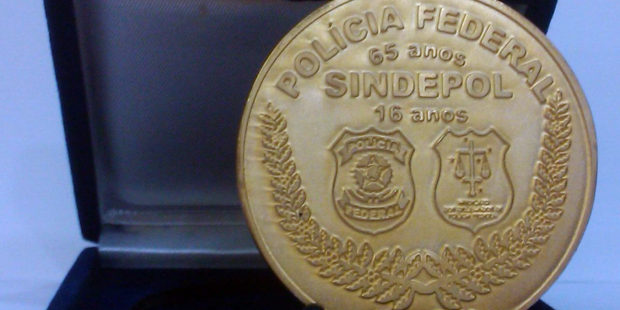 POLÍCIA FEDERAL
65 anos
SINDEPOL
16 anos
POLÍCIA
FEDERAL